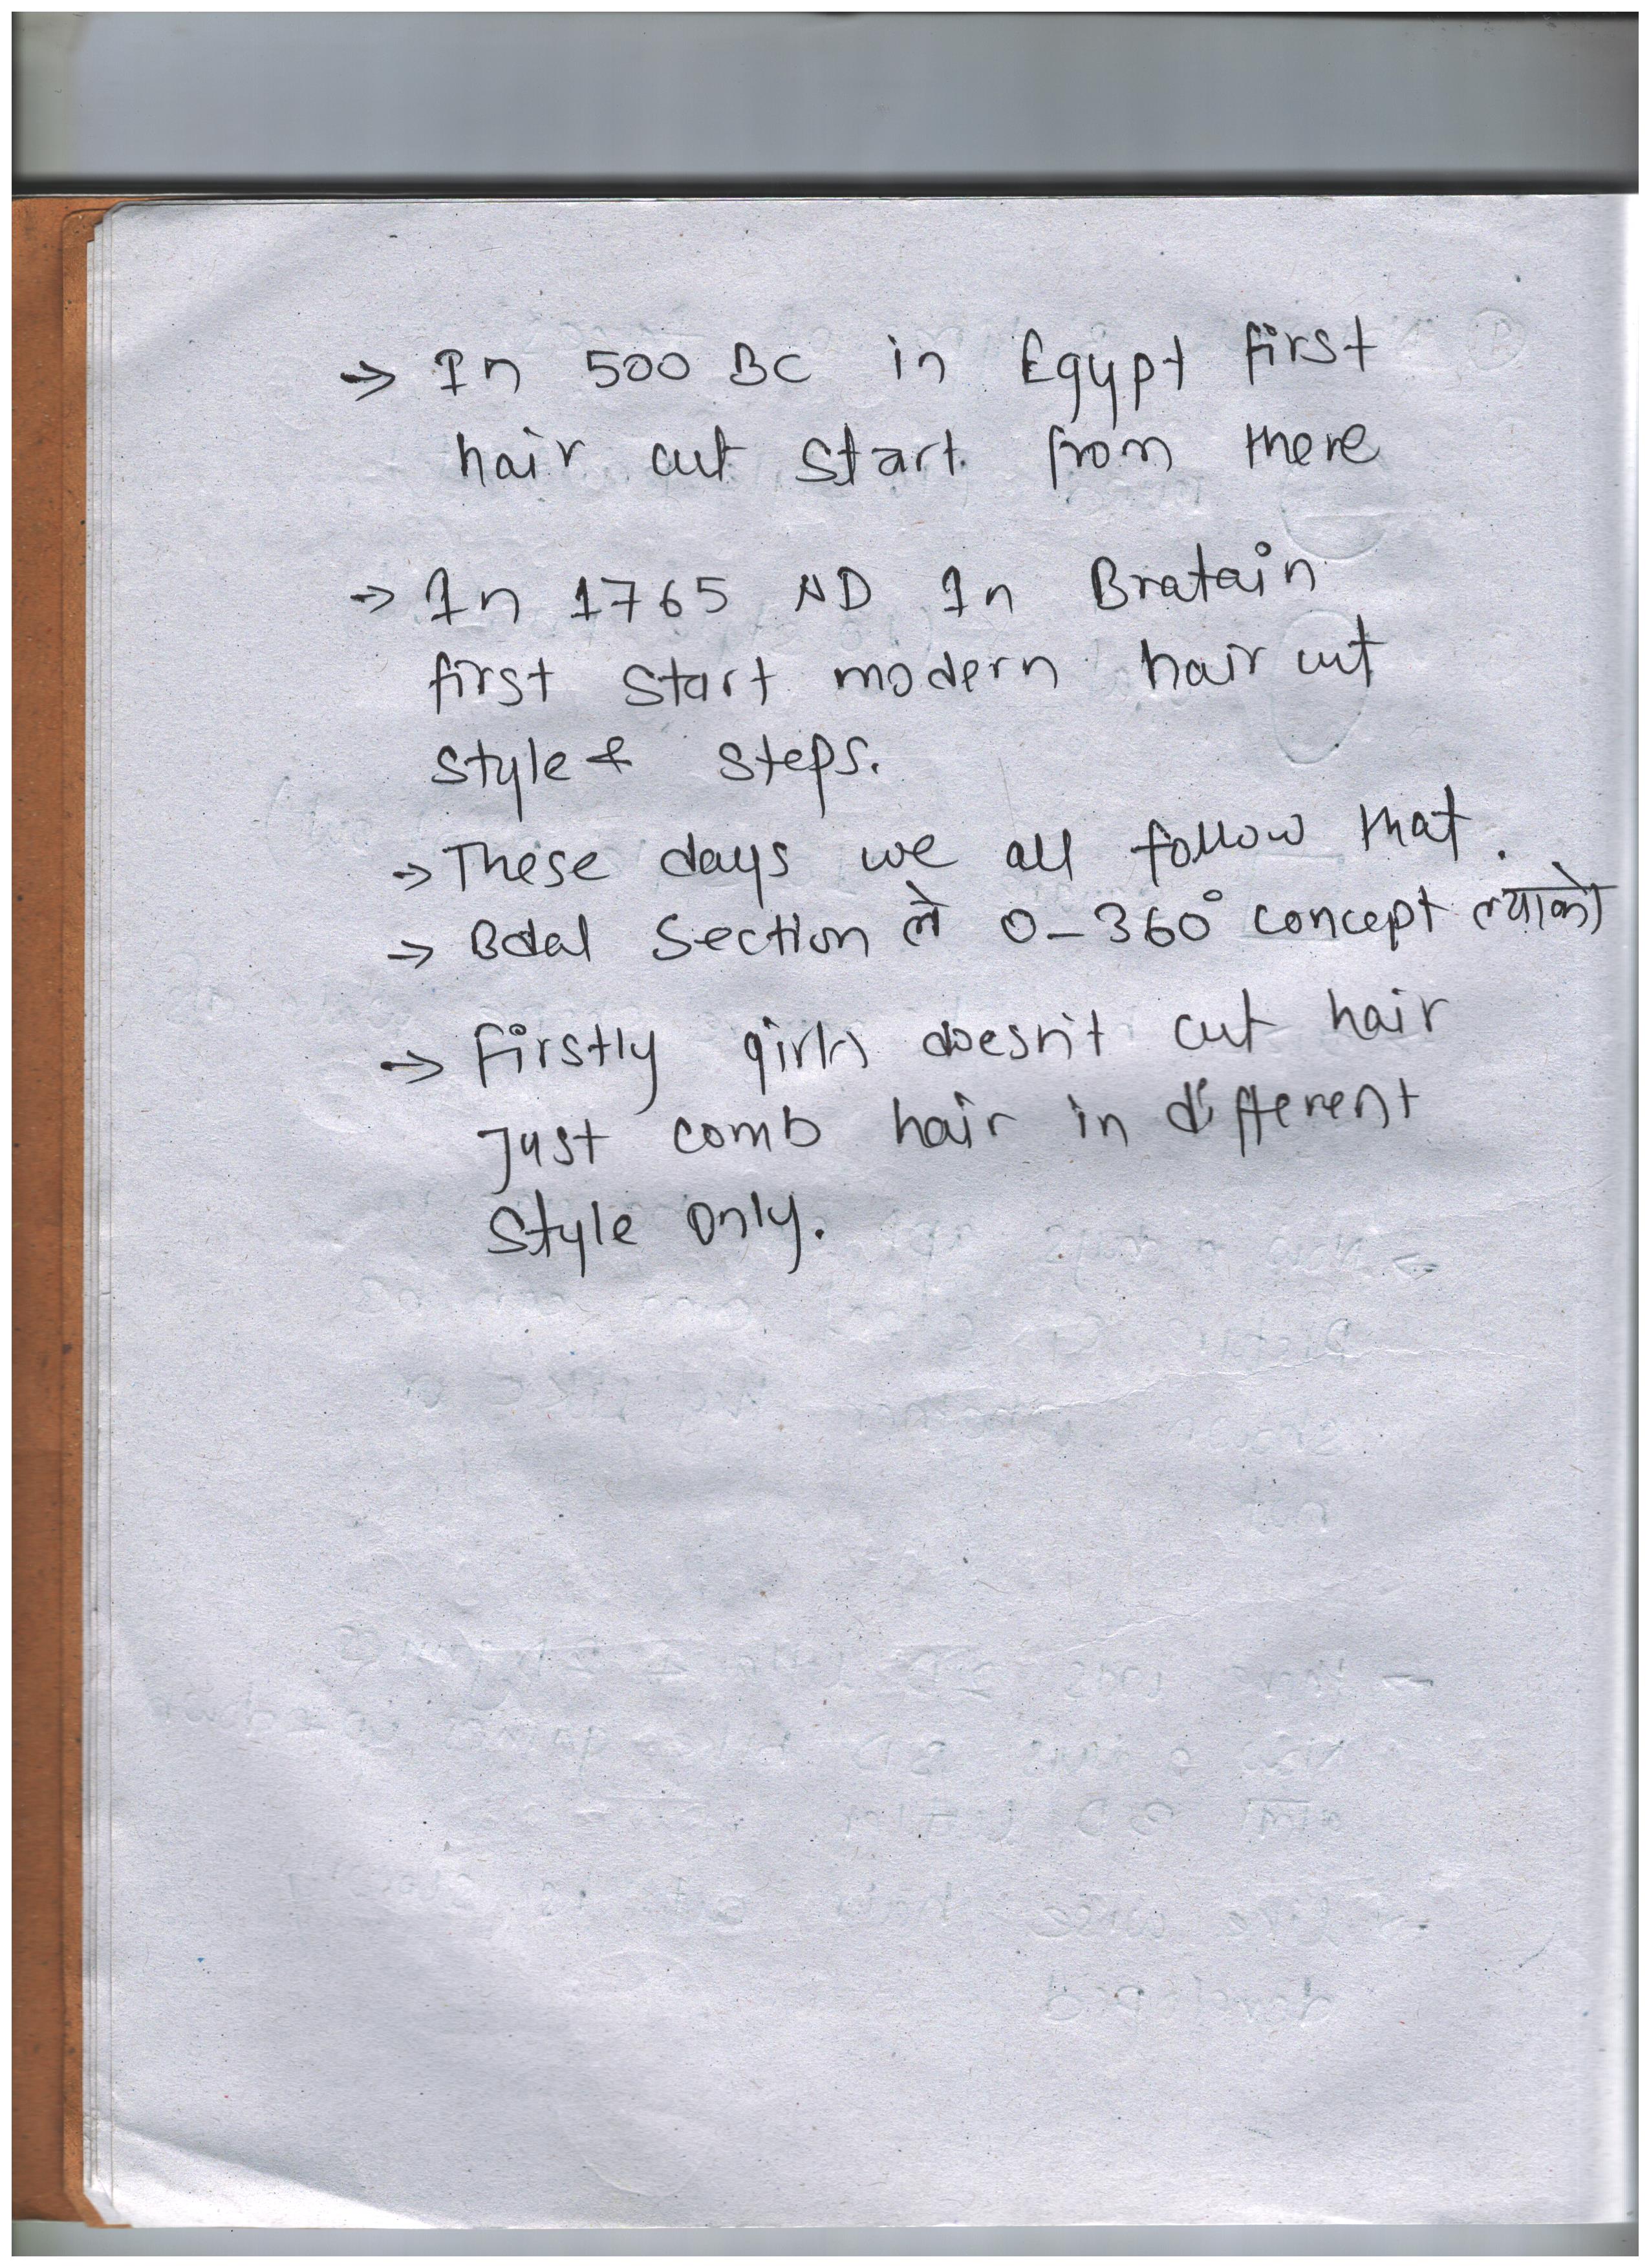 → In 500 BC in Egypt first
hair cut start from there
→ In 1765 AD In Bratain
first start modern hair cut
style & steps.
→ These days we all follow that.
→ Section ले 0-360° concept ल्याको
→ firstly girls doesn't cut hair
Just comb hair in different
Style only.